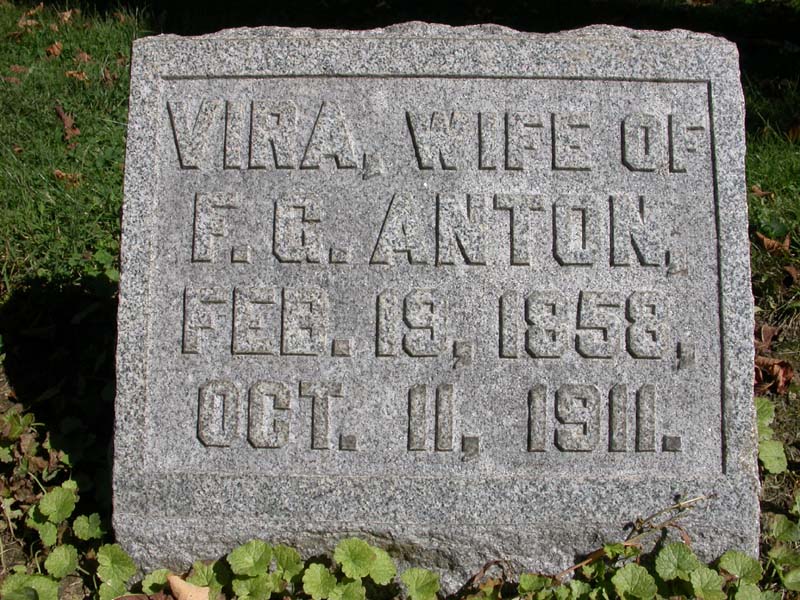 VIRA, WIFE OF
F. G. ANTON,
FEB. 19, 1858,
OCT. 11, 1911.